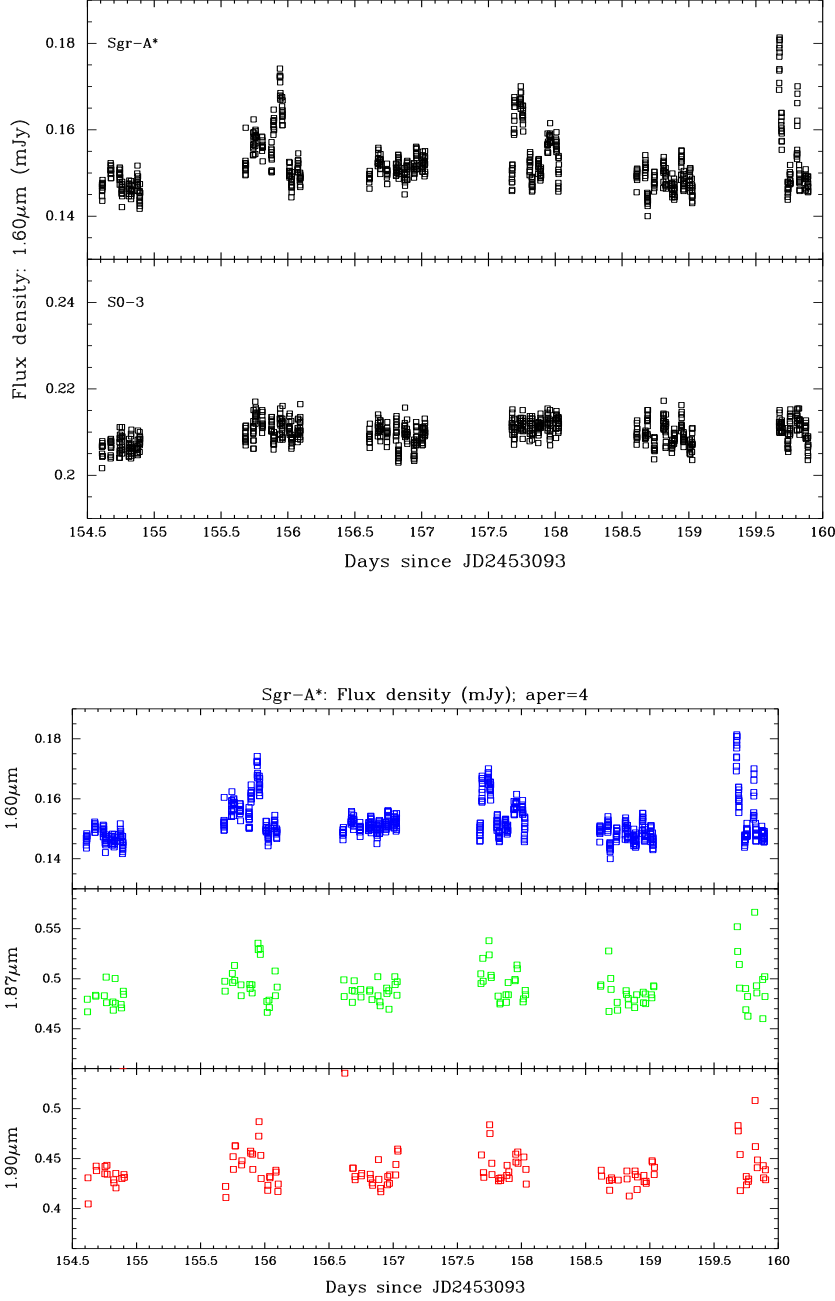 0.18
Sgr-A*
0.16
0.14
Flux density: 1.60μm (mJy)
S0-3
0.24
0.22
0.2
154.5 155 155.5 156 156.5 157 157.5 158 158.5 159 159.5 160
Days since JD2453093
Sgr-A*: Flux density (mJy); aper=4
0.18
0.16
0.14
1.60μm
0.55
0.5
0.45
1.87μm
0.5
0.45
0.4
1.90μm
154.5 155 155.5 156 156.5 157 157.5 158 158.5 159 159.5 160
Days since JD2453093